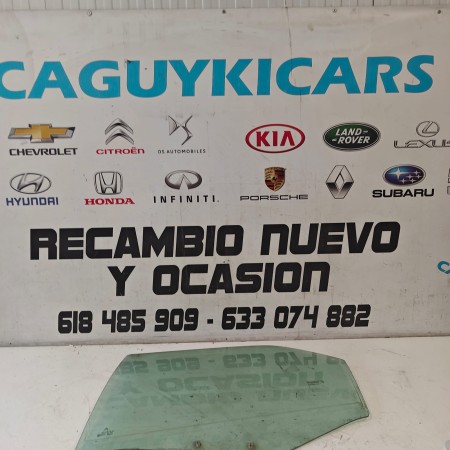 CAGUYKICARS
CHEVROLET CITROËN DS AUTOMOBILES KIA LAND ROVER LEXUS
HYUNDAI HONDA INFINITI PORSCHE SUBARU
RECAMBIO NUEVO
Y OCASION
618 485 909 - 633 074 882